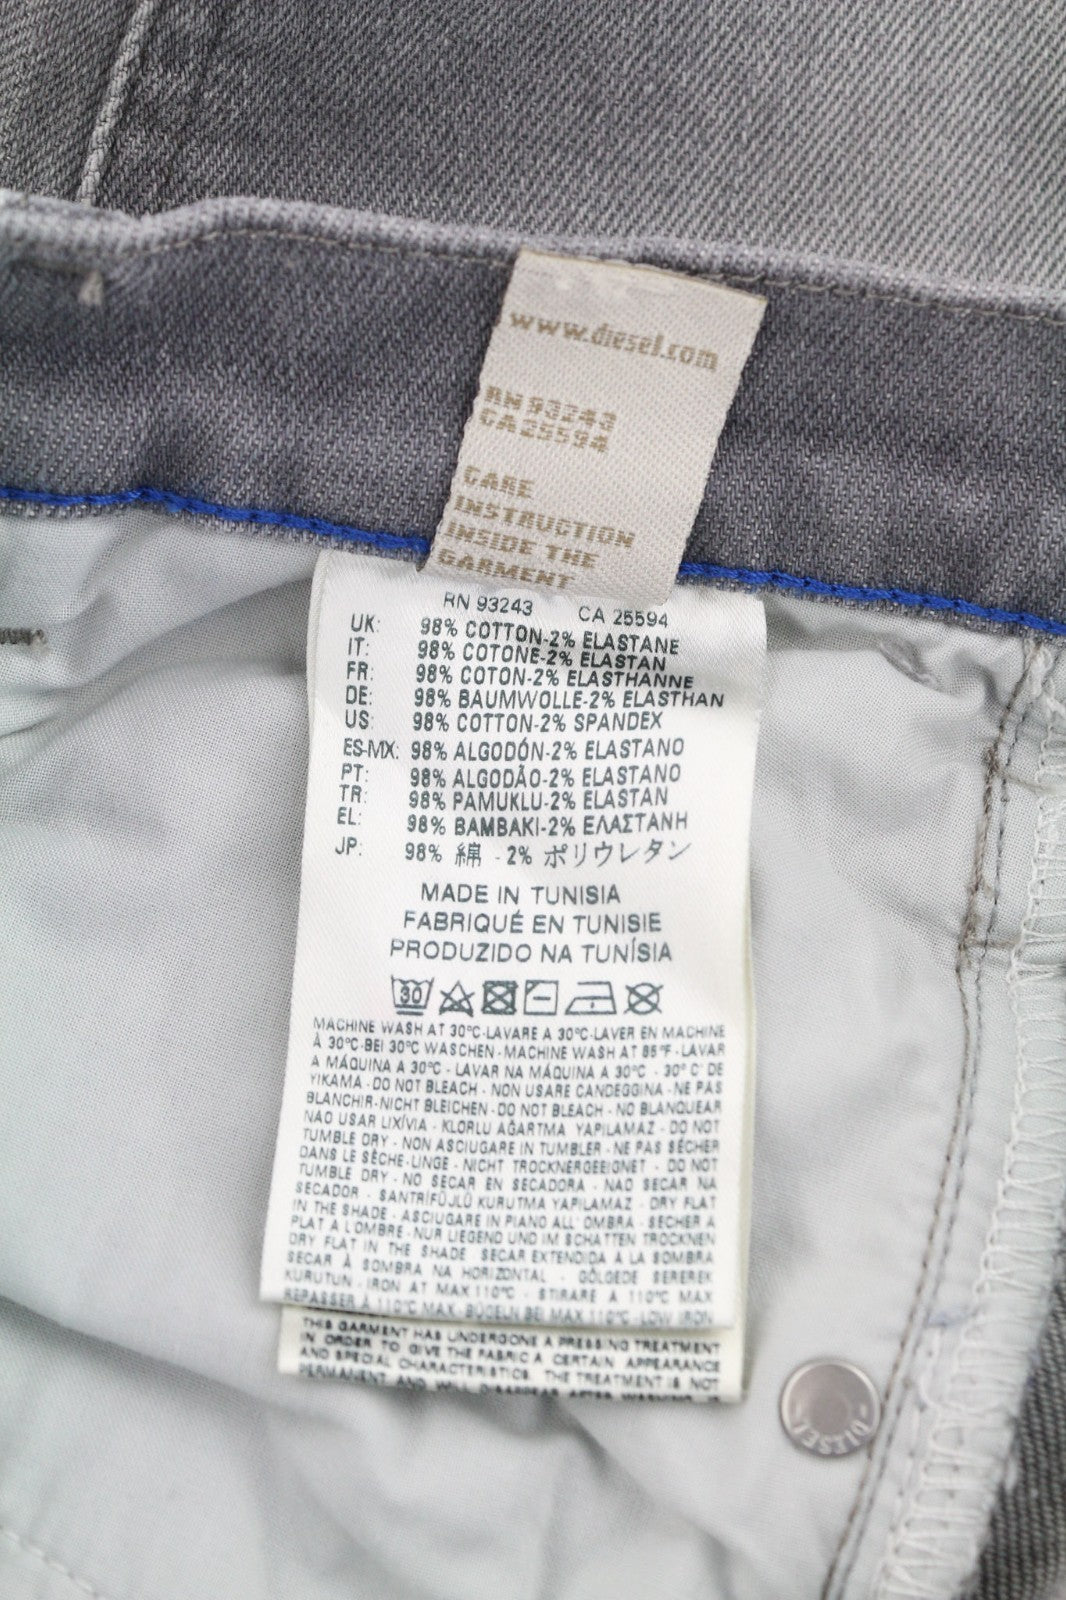 www.diesel.com
RN 93243
CA 25594
CARE
INSTRUCTION
INSIDE THE
GARMENT
RN 93243 CA 25594
UK: 98% COTTON-2% ELASTANE
IT: 98% COTONE-2% ELASTAN
FR: 98% COTON-2% ELASTHANNE
DE: 98% BAUMWOLLE-2% ELASTHAN
US: 98% COTTON-2% SPANDEX
ES-MX: 98% ALGODÓN-2% ELASTANO
PT: 98% ALGODÃO-2% ELASTANO
TR: 98% PAMUKLU-2% ELASTAN
EL: 98% ΒΑΜΒΑΚΙ-2% ΕΛΑΣΤΑΝΗ
JP: 98% 綿 - 2% ポリウレタン
MADE IN TUNISIA
FABRIQUÉ EN TUNISIE
PRODUZIDO NA TUNÍSIA
30
MACHINE WASH AT 30°C-LAVARE A 30°C-LAVER EN MACHINE
À 30°C-BEI 30°C WASCHEN-MACHINE WASH AT 85°F-LAVAR
A MÁQUINA A 30°C - LAVAR NA MÁQUINA A 30°C - 30° C' DE
YIKAMA - DO NOT BLEACH - NON USARE CANDEGGINA - NE PAS
BLANCHIR-NICHT BLEICHEN-DO NOT BLEACH - NO BLANQUEAR
NAO USAR LIXÍVIA - KLORLU AĞARTMA YAPILAMAZ - DO NOT
TUMBLE DRY - NON ASCIUGARE IN TUMBLER - NE PAS SÉCHER
DANS LE SÈCHE-LINGE - NICHT TROCKNERGEEIGNET - DO NOT
TUMBLE DRY - NO SECAR EN SECADORA - NAO SECAR NA
SECADOR - SANTRİFÜJLÜ KURUTMA YAPILAMAZ - DRY FLAT
IN THE SHADE - ASCIUGARE IN PIANO ALL' OMBRA - SÉCHER A
PLAT A L'OMBRE-NUR LIEGEND UND IM SCHATTEN TROCKNEN
DRY FLAT IN THE SHADE SECAR EXTENDIDA A LA SOMBRA
SECAR À SOMBRA NA HORIZONTAL - GÖLGEDE SEREREK
KURUTUN - IRON AT MAX 110°C - STIRARE A 110°C MAX
REPASSER À 110°C MAX - BÜGELN BEI MAX 110°C - LOW IRON
THIS GARMENT HAS UNDERGONE A PRESSING TREATMENT
IN ORDER TO GIVE THE FABRIC A CERTAIN APPEARANCE
AND SPECIAL CHARACTERISTICS. THE TREATMENT IS NOT
PERMANENT AND WILL DISAPPEAR AFTER WASHING
DIESEL